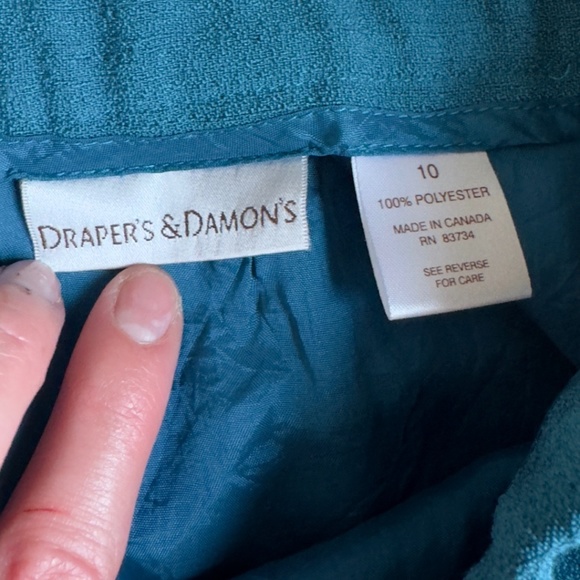 DRAPER'S & DAMON'S
10
100% POLYESTER
MADE IN CANADA
RN 83734
SEE REVERSE
FOR CARE